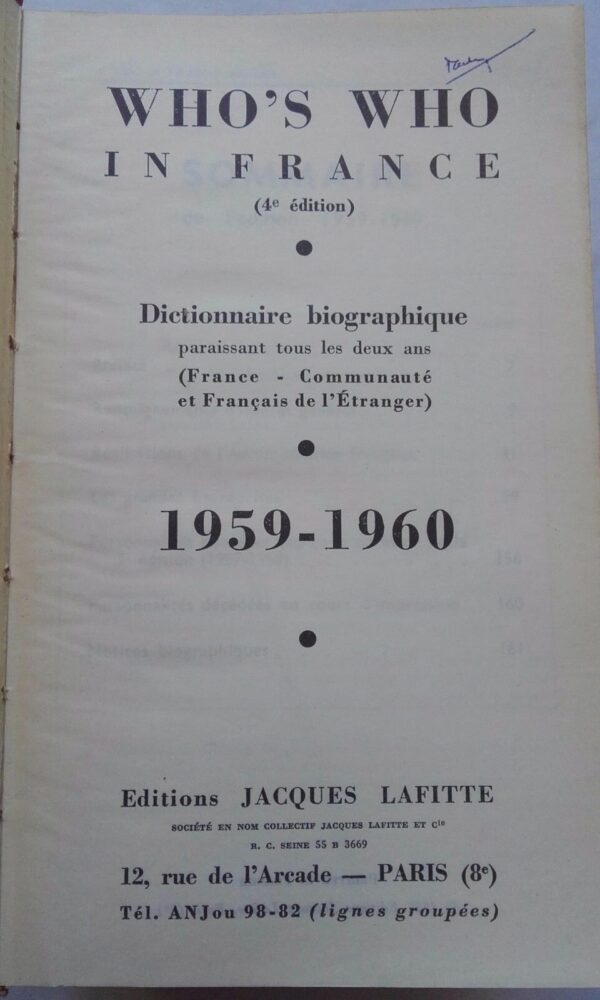 WHO'S WHO
IN FRANCE
(4e édition)
Dictionnaire biographique
paraissant tous les deux ans
(France - Communauté
et Français de l'Étranger)
1959-1960
Editions JACQUES LAFITTE
SOCIÉTÉ EN NOM COLLECTIF JACQUES LAFITTE ET Cie
R. C. SEINE 55 B 3669
12, rue de l'Arcade — PARIS (8e)
Tél. ANJou 98-82 (lignes groupées)